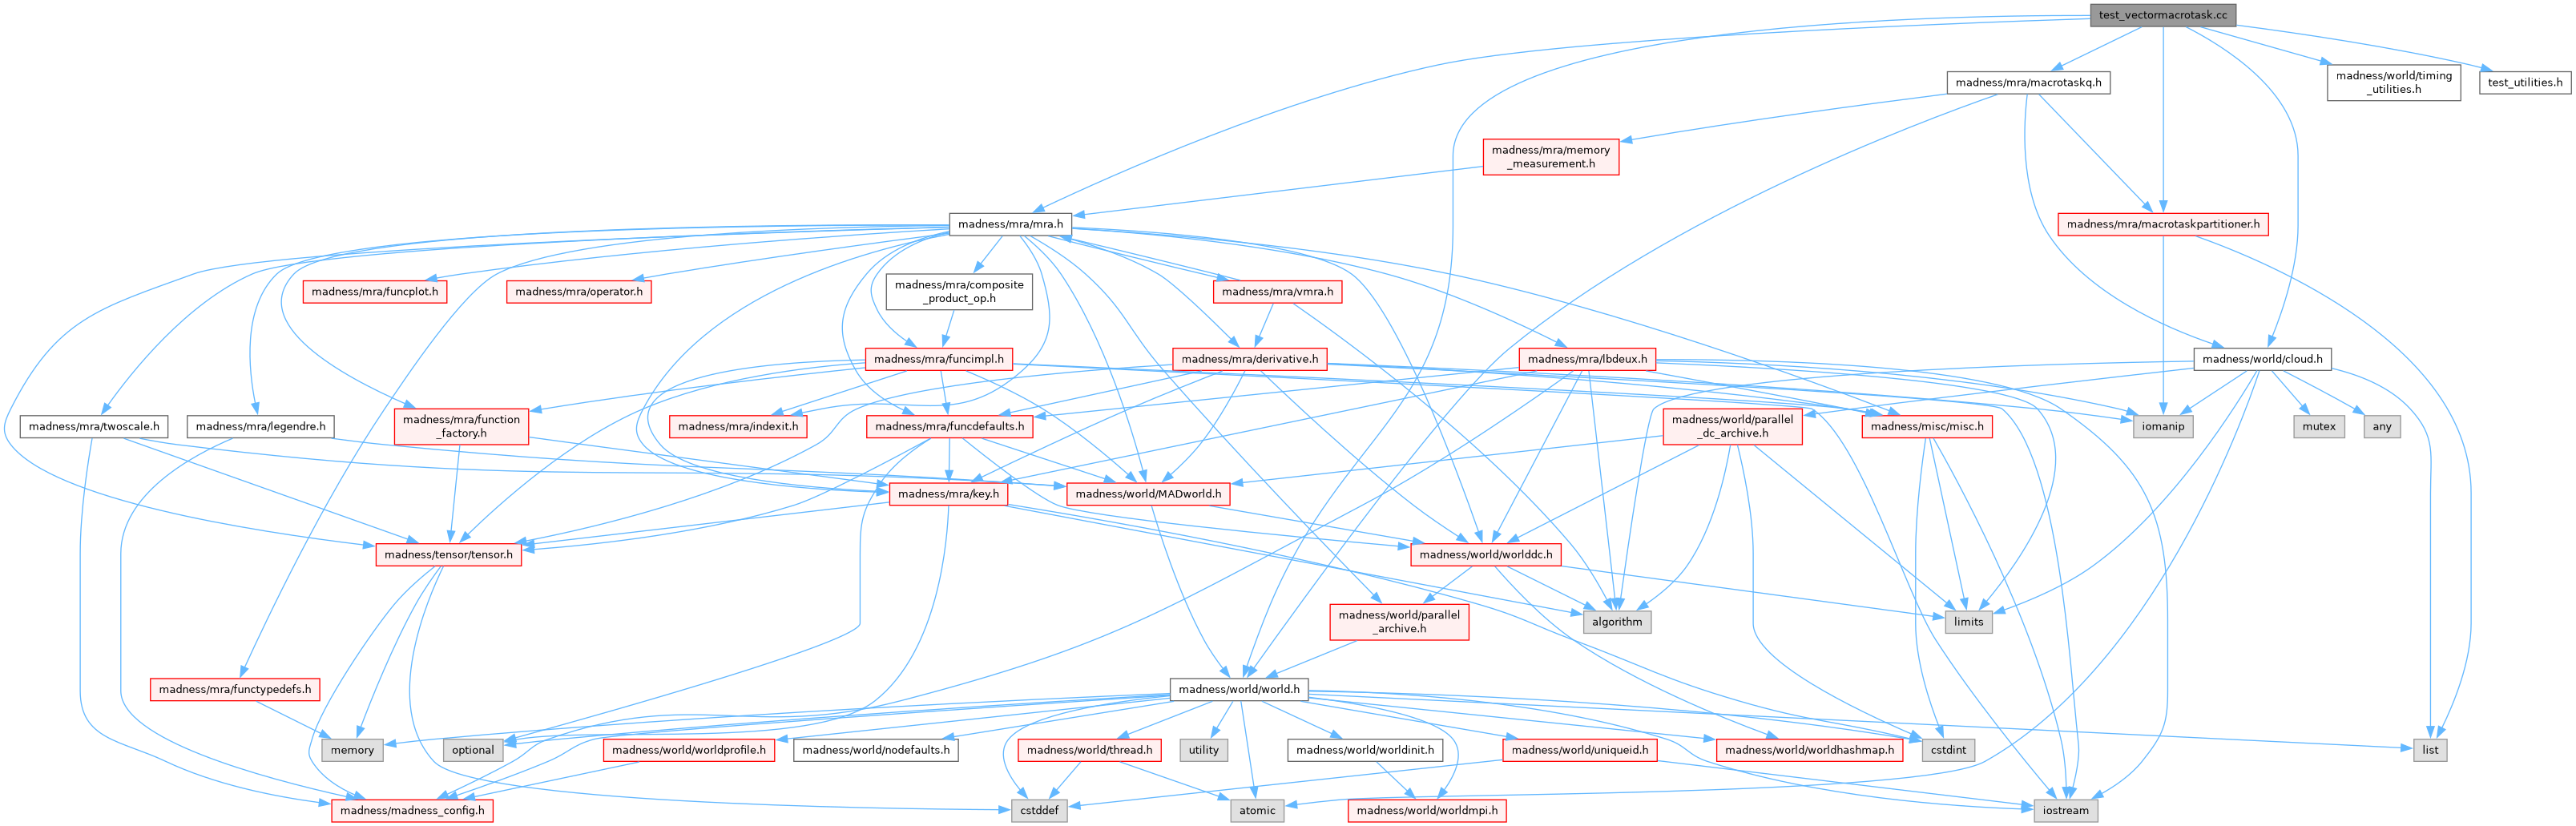 test_vectormacrotask.cc
madness/mra/macrotaskq.h
madness/world/timing
_utilities.h
test_utilities.h
madness/mra/memory
_measurement.h
madness/mra/mra.h
madness/mra/macrotaskpartitioner.h
madness/mra/funcplot.h
madness/mra/operator.h
madness/mra/composite
_product_op.h
madness/mra/vmra.h
madness/mra/funcimpl.h
madness/mra/derivative.h
madness/mra/lbdeux.h
madness/world/cloud.h
madness/mra/twoscale.h
madness/mra/legendre.h
madness/mra/function
_factory.h
madness/mra/indexit.h
madness/mra/funcdefaults.h
madness/world/parallel
_dc_archive.h
madness/misc/misc.h
iomanip
mutex
any
madness/mra/key.h
madness/world/MADworld.h
madness/tensor/tensor.h
madness/world/worlddc.h
madness/world/parallel
_archive.h
algorithm
limits
madness/mra/functypedefs.h
madness/world/world.h
memory
optional
madness/world/worldprofile.h
madness/world/nodefaults.h
madness/world/thread.h
utility
madness/world/worldinit.h
madness/world/uniqueid.h
madness/world/worldhashmap.h
cstdint
list
madness/madness_config.h
cstddef
atomic
madness/world/worldmpi.h
iostream